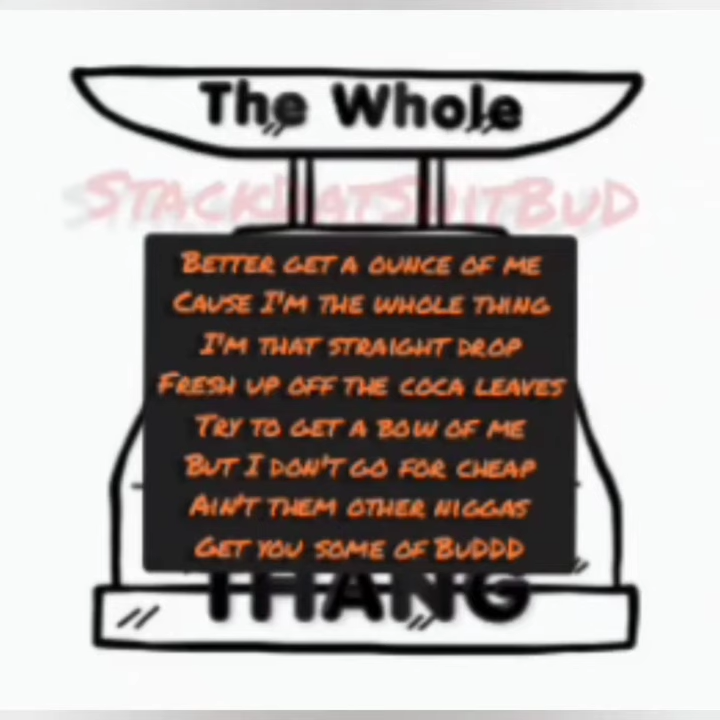 The Whole
StackDatShitBud
Better get a ounce of me
Cause I'm the whole thing
I'm that straight drop
Fresh up off the coca leaves
Try to get a bow of me
But I don't go for cheap
Ain't them other niggas
Get you some of Buddd
THANG